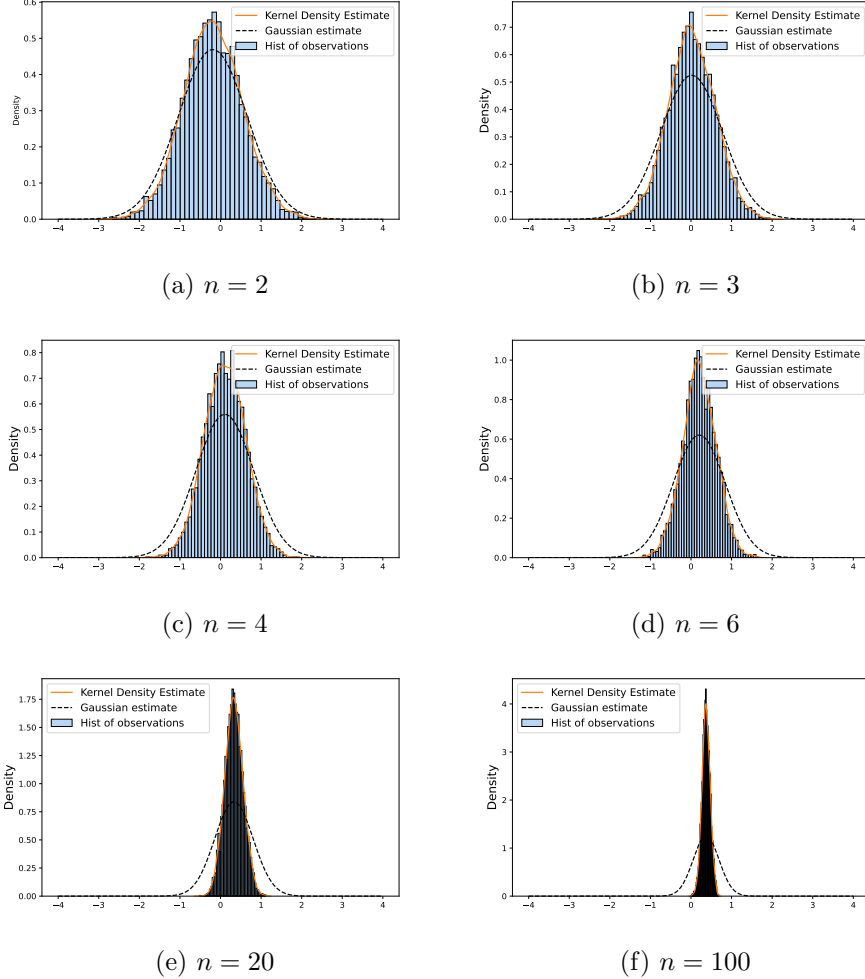 Kernel Density Estimate
Gaussian estimate
Hist of observations
Density
0.6
0.5
0.4
0.3
0.2
0.1
0.0
−4 −3 −2 −1 0 1 2 3 4
(a) n = 2
Kernel Density Estimate
Gaussian estimate
Hist of observations
Density
0.7
0.6
0.5
0.4
0.3
0.2
0.1
0.0
−4 −3 −2 −1 0 1 2 3 4
(b) n = 3
Kernel Density Estimate
Gaussian estimate
Hist of observations
Density
0.8
0.7
0.6
0.5
0.4
0.3
0.2
0.1
0.0
−4 −3 −2 −1 0 1 2 3 4
(c) n = 4
Kernel Density Estimate
Gaussian estimate
Hist of observations
Density
1.0
0.8
0.6
0.4
0.2
0.0
−4 −3 −2 −1 0 1 2 3 4
(d) n = 6
Kernel Density Estimate
Gaussian estimate
Hist of observations
Density
1.75
1.50
1.25
1.00
0.75
0.50
0.25
0.00
−4 −3 −2 −1 0 1 2 3 4
(e) n = 20
Kernel Density Estimate
Gaussian estimate
Hist of observations
Density
4
3
2
1
0
−4 −3 −2 −1 0 1 2 3 4
(f) n = 100